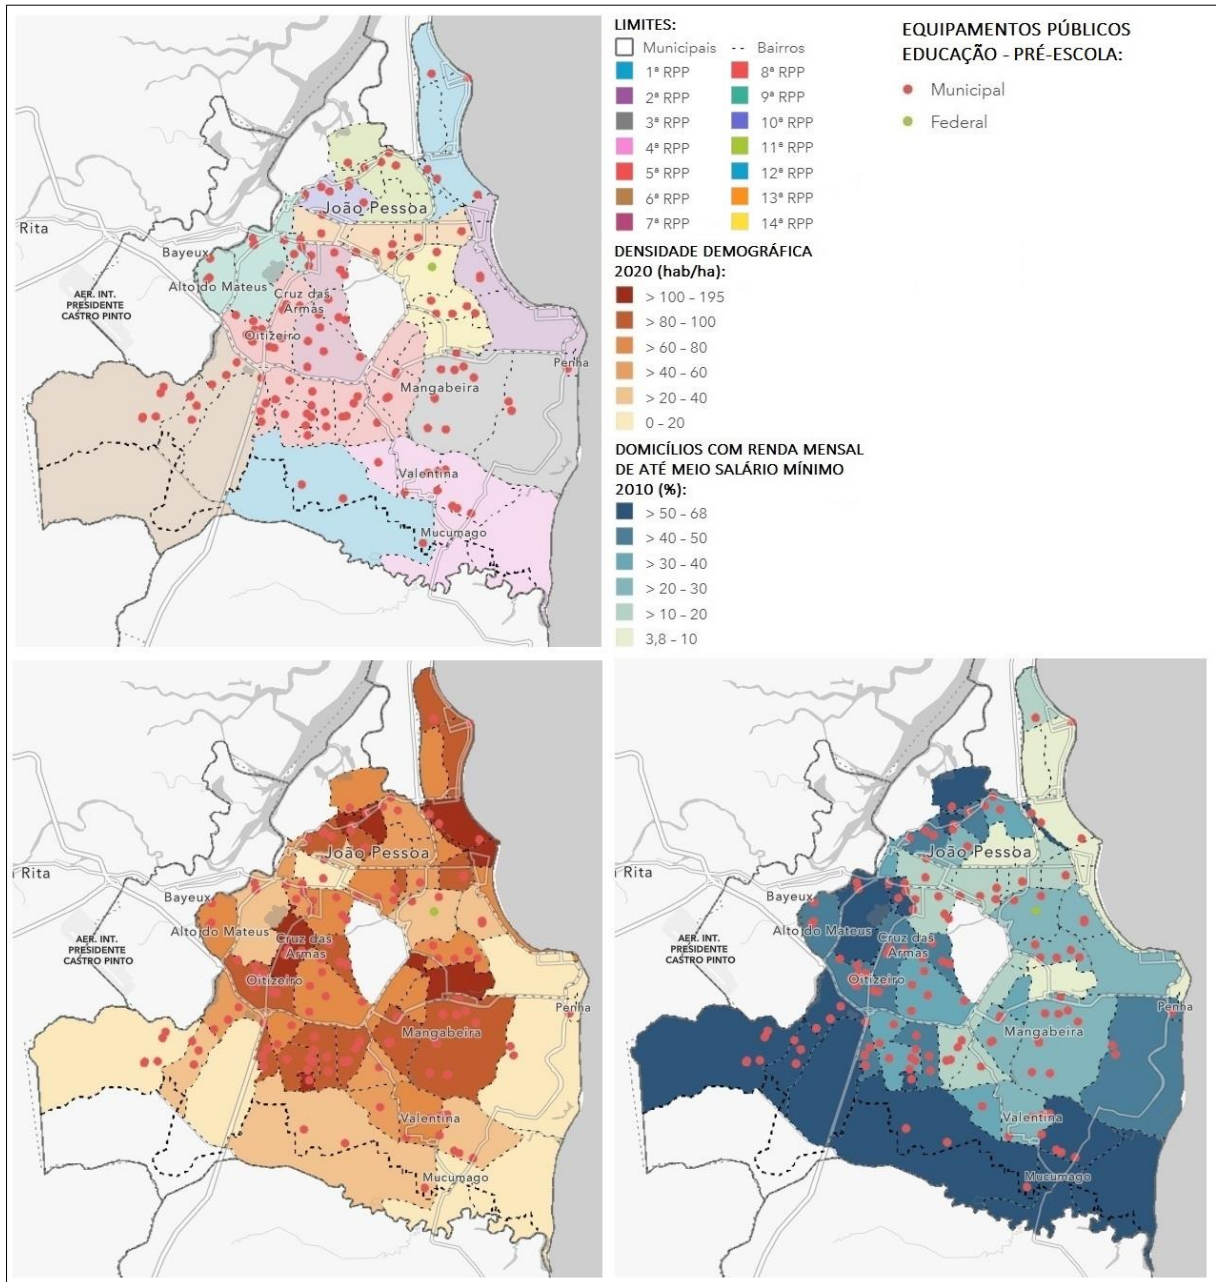 Rita
Bayeux
João Pessoa
AER. INT.
PRESIDENTE
CASTRO PINTO
Alto do Mateus
Cruz das
Armas
Oitizeiro
Penha
Mangabeira
Valentina
Mucumago
LIMITES:
Municipais
Bairros
1ª RPP
8ª RPP
2ª RPP
9ª RPP
3ª RPP
10ª RPP
4ª RPP
11ª RPP
5ª RPP
12ª RPP
6ª RPP
13ª RPP
7ª RPP
14ª RPP
DENSIDADE DEMOGRÁFICA
2020 (hab/ha):
> 100 - 195
> 80 - 100
> 60 - 80
> 40 - 60
> 20 - 40
0 - 20
DOMICÍLIOS COM RENDA MENSAL
DE ATÉ MEIO SALÁRIO MÍNIMO
2010 (%):
> 50 - 68
> 40 - 50
> 30 - 40
> 20 - 30
> 10 - 20
3,8 - 10
EQUIPAMENTOS PÚBLICOS
EDUCAÇÃO - PRÉ-ESCOLA:
Municipal
Federal
Rita
Bayeux
João Pessoa
AER. INT.
PRESIDENTE
CASTRO PINTO
Alto do Mateus
Cruz das
Armas
Oitizeiro
Penha
Mangabeira
Valentina
Mucumago
Rita
Bayeux
João Pessoa
AER. INT.
PRESIDENTE
CASTRO PINTO
Alto do Mateus
Cruz das
Armas
Oitizeiro
Penha
Mangabeira
Valentina
Mucumago